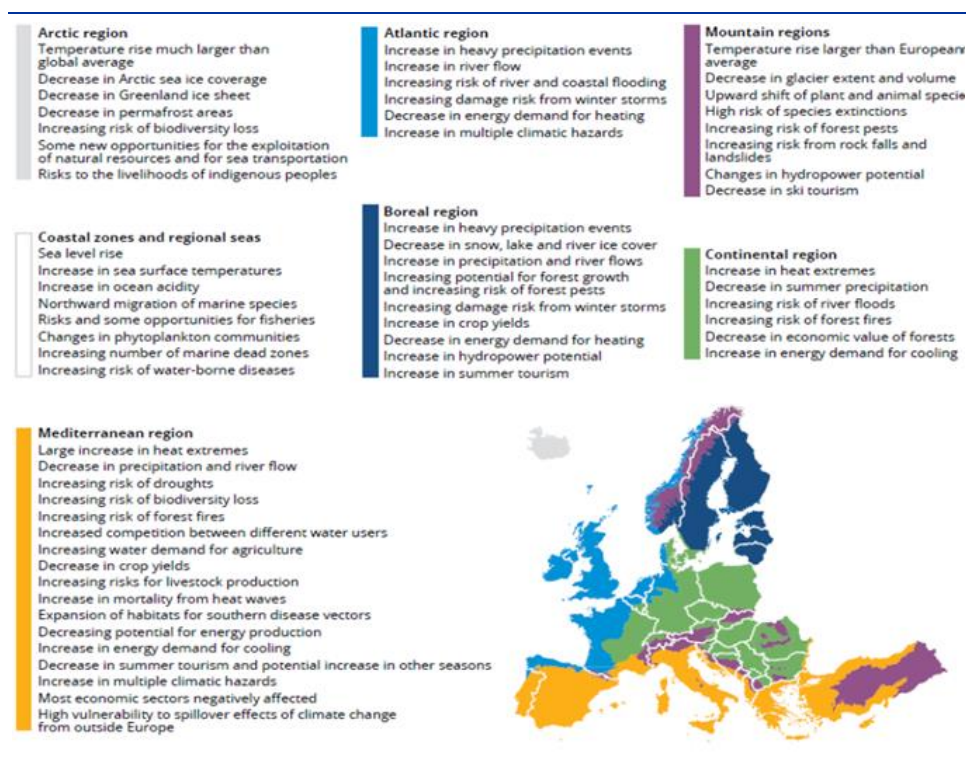 Arctic region
Temperature rise much larger than
global average
Decrease in Arctic sea ice coverage
Decrease in Greenland ice sheet
Decrease in permafrost areas
Increasing risk of biodiversity loss
Some new opportunities for the exploitation
of natural resources and for sea transportation
Risks to the livelihoods of indigenous peoples
Atlantic region
Increase in heavy precipitation events
Increase in river flow
Increasing risk of river and coastal flooding
Increasing damage risk from winter storms
Decrease in energy demand for heating
Increase in multiple climatic hazards
Mountain regions
Temperature rise larger than European
average
Decrease in glacier extent and volume
Upward shift of plant and animal specie
High risk of species extinctions
Increasing risk of forest pests
Increasing risk from rock falls and
landslides
Changes in hydropower potential
Decrease in ski tourism
Coastal zones and regional seas
Sea level rise
Increase in sea surface temperatures
Increase in ocean acidity
Northward migration of marine species
Risks and some opportunities for fisheries
Changes in phytoplankton communities
Increasing number of marine dead zones
Increasing risk of water-borne diseases
Boreal region
Increase in heavy precipitation events
Decrease in snow, lake and river ice cover
Increase in precipitation and river flows
Increasing potential for forest growth
and increasing risk of forest pests
Increasing damage risk from winter storms
Increase in crop yields
Decrease in energy demand for heating
Increase in hydropower potential
Increase in summer tourism
Continental region
Increase in heat extremes
Decrease in summer precipitation
Increasing risk of river floods
Increasing risk of forest fires
Decrease in economic value of forests
Increase in energy demand for cooling
Mediterranean region
Large increase in heat extremes
Decrease in precipitation and river flow
Increasing risk of droughts
Increasing risk of biodiversity loss
Increasing risk of forest fires
Increased competition between different water users
Increasing water demand for agriculture
Decrease in crop yields
Increasing risks for livestock production
Increase in mortality from heat waves
Expansion of habitats for southern disease vectors
Decreasing potential for energy production
Increase in energy demand for cooling
Decrease in summer tourism and potential increase in other seasons
Increase in multiple climatic hazards
Most economic sectors negatively affected
High vulnerability to spillover effects of climate change
from outside Europe